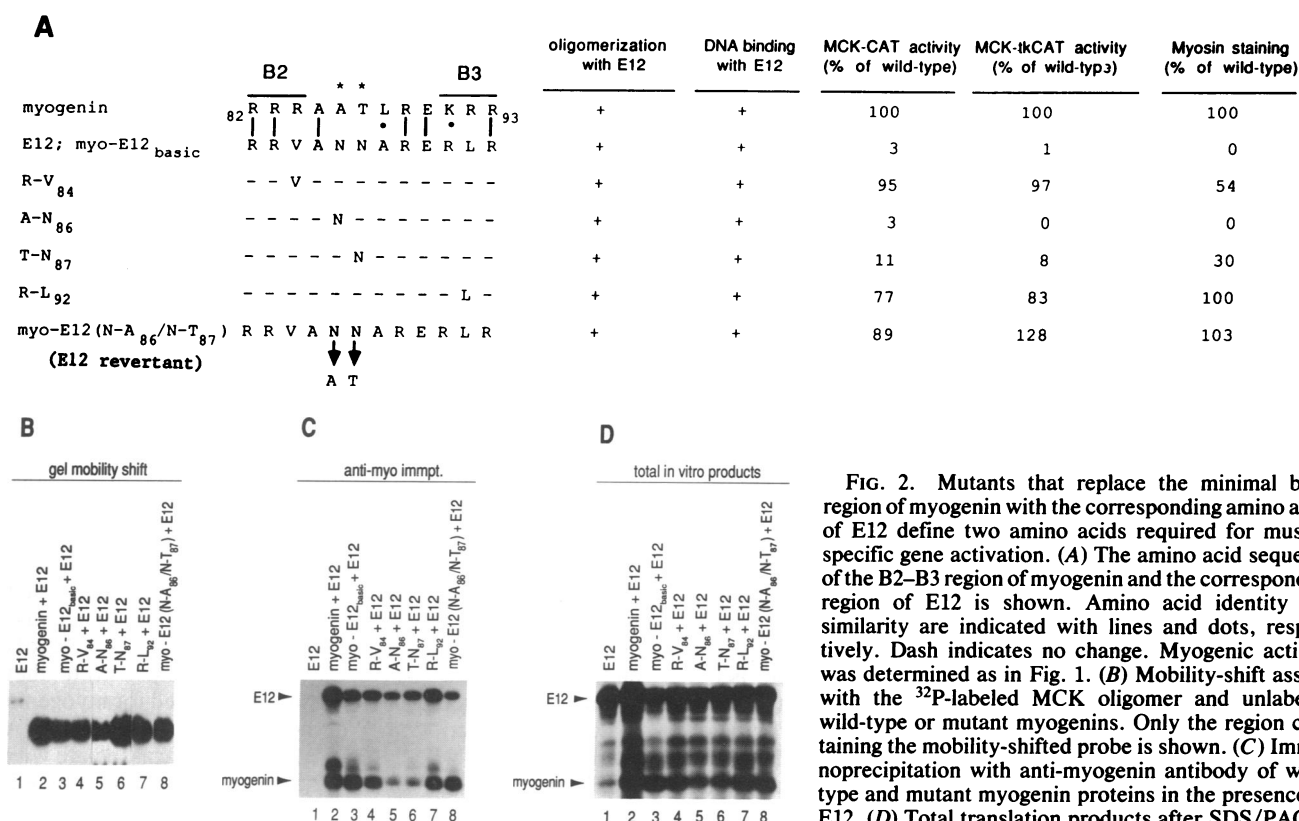 A
oligomerization with E12
DNA binding with E12
MCK-CAT activity (% of wild-type)
MCK-tkCAT activity (% of wild-typ3)
Myosin staining (% of wild-type)
B2 * * B3
myogenin 82 R R R A A T L R E K R R 93 + + 100 100 100
E12; myo-E12 basic R R V A N N A R E R L R + + 3 1 0
R-V84 - - V - - - - - - - - - + + 95 97 54
A-N86 - - - - N - - - - - - - + + 3 0 0
T-N87 - - - - - N - - - - - - + + 11 8 30
R-L92 - - - - - - - - - - L - + + 77 83 100
myo-E12(N-A86/N-T87) R R V A N N A R E R L R + + 89 128 103
(E12 revertant)
A T
B
gel mobility shift
E12
myogenin + E12
myo - E12basic + E12
R-V84 + E12
A-N86 + E12
T-N87 + E12
R-L92 + E12
myo - E12 (N-A86/N-T87) + E12
1 2 3 4 5 6 7 8
C
anti-myo immpt.
E12
myogenin + E12
myo - E12basic + E12
R-V84 + E12
A-N86 + E12
T-N87 + E12
R-L92 + E12
myo - E12 (N-A86/N-T87) + E12
E12
myogenin
1 2 3 4 5 6 7 8
D
total in vitro products
E12
myogenin + E12
myo - E12basic + E12
R-V84 + E12
A-N86 + E12
T-N87 + E12
R-L92 + E12
myo - E12 (N-A86/N-T87) + E12
E12
myogenin
1 2 3 4 5 6 7 8
FIG. 2. Mutants that replace the minimal b
region of myogenin with the corresponding amino a
of E12 define two amino acids required for mus
specific gene activation. (A) The amino acid seque
of the B2–B3 region of myogenin and the correspon
region of E12 is shown. Amino acid identity
similarity are indicated with lines and dots, resp
tively. Dash indicates no change. Myogenic acti
was determined as in Fig. 1. (B) Mobility-shift ass
with the 32P-labeled MCK oligomer and unlabe
wild-type or mutant myogenins. Only the region c
taining the mobility-shifted probe is shown. (C) Imm
noprecipitation with anti-myogenin antibody of w
type and mutant myogenin proteins in the presence
E12. (D) Total translation products after SDS/PAG